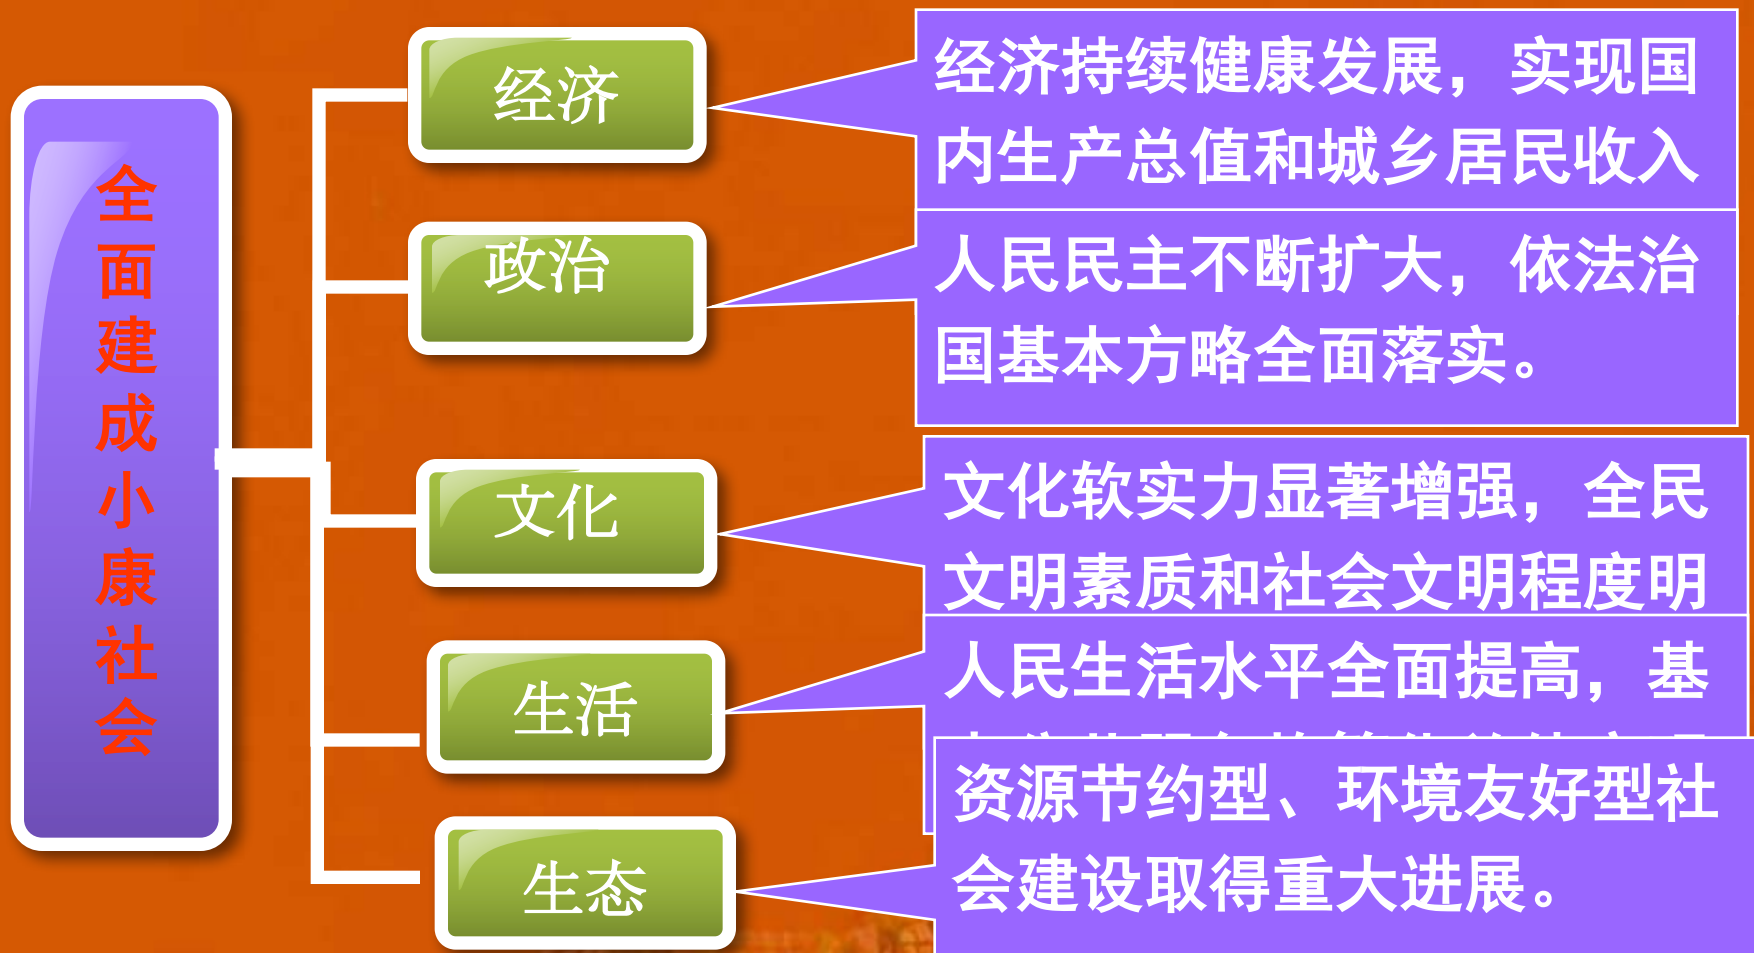 全面建成小康社会
经济
经济持续健康发展，实现国
内生产总值和城乡居民收入
政治
人民民主不断扩大，依法治
国基本方略全面落实。
文化
文化软实力显著增强，全民
文明素质和社会文明程度明
生活
人民生活水平全面提高，基
生态
资源节约型、环境友好型社
会建设取得重大进展。